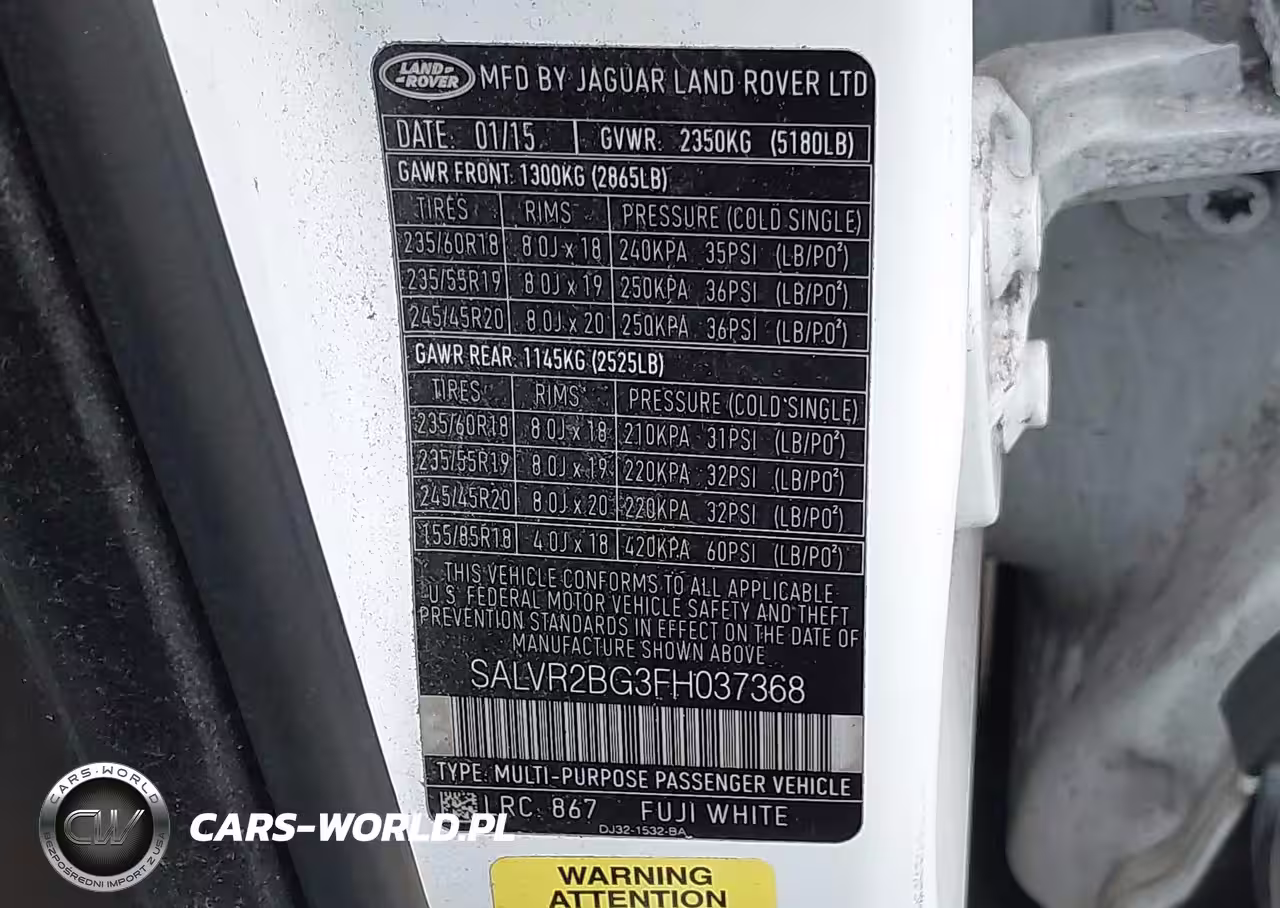 LAND ROVER MFD BY JAGUAR LAND ROVER LTD
DATE: 01/15 GVWR: 2350KG (5180LB)
GAWR FRONT: 1300KG (2865LB)
TIRES RIMS PRESSURE (COLD SINGLE)
235/60R18 8.0J x 18 240KPA 35PSI (LB/PO²)
235/55R19 8.0J x 19 250KPA 36PSI (LB/PO²)
245/45R20 8.0J x 20 250KPA 36PSI (LB/PO²)
GAWR REAR: 1145KG (2525LB)
TIRES RIMS PRESSURE (COLD SINGLE)
235/60R18 8.0J x 18 210KPA 31PSI (LB/PO²)
235/55R19 8.0J x 19 220KPA 32PSI (LB/PO²)
245/45R20 8.0J x 20 220KPA 32PSI (LB/PO²)
155/85R18 4.0J x 18 420KPA 60PSI (LB/PO²)
THIS VEHICLE CONFORMS TO ALL APPLICABLE
U.S. FEDERAL MOTOR VEHICLE SAFETY AND THEFT
PREVENTION STANDARDS IN EFFECT ON THE DATE OF
MANUFACTURE SHOWN ABOVE
SALVR2BG3FH037368
TYPE: MULTI-PURPOSE PASSENGER VEHICLE
LRC 867 FUJI WHITE
DJ32-1532-BA
WARNING
ATTENTION
CARS-WORLD
CW
BEZPOŚREDNI IMPORT Z USA
CARS-WORLD.PL